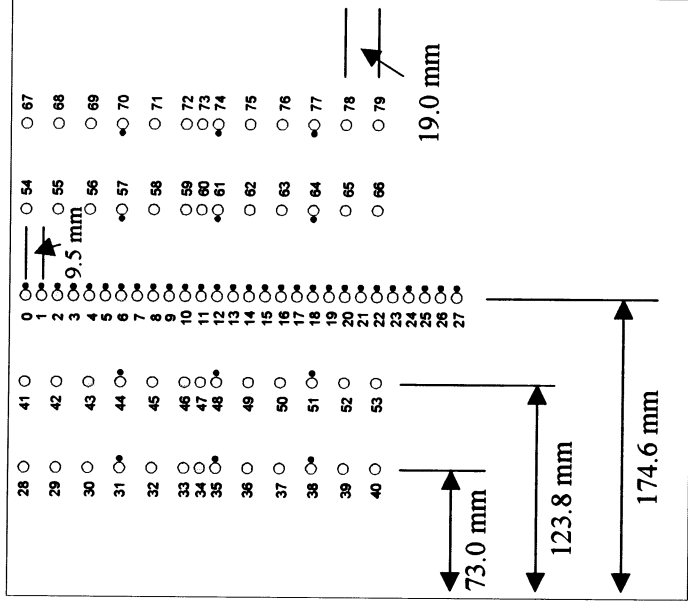 28 41 0 54 67
1 9.5 mm
29 42 2 55 68
3
30 43 4 56 69
5
31 44 6 57 70
7
32 45 8 58 71
9
33 46 10 59 72
34 47 11 60 73
35 48 12 61 74
13
36 49 14 62 75
15
37 50 16 63 76
17
38 51 18 64 77
19
39 52 20 65 78
21
40 53 22 66 79
23
24
25
26
27
19.0 mm
73.0 mm
123.8 mm
174.6 mm